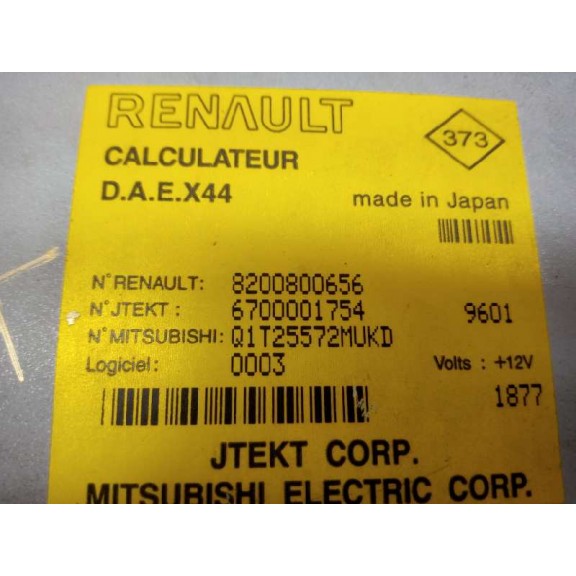 RENAULT
373
CALCULATEUR
D.A.E.X44
made in Japan
N°RENAULT: 8200800656
N°JTEKT : 6700001754 9601
N°MITSUBISHI: Q1T25572MUKD
Logiciel: 0003 Volts : +12V
1877
JTEKT CORP.
MITSUBISHI ELECTRIC CORP.